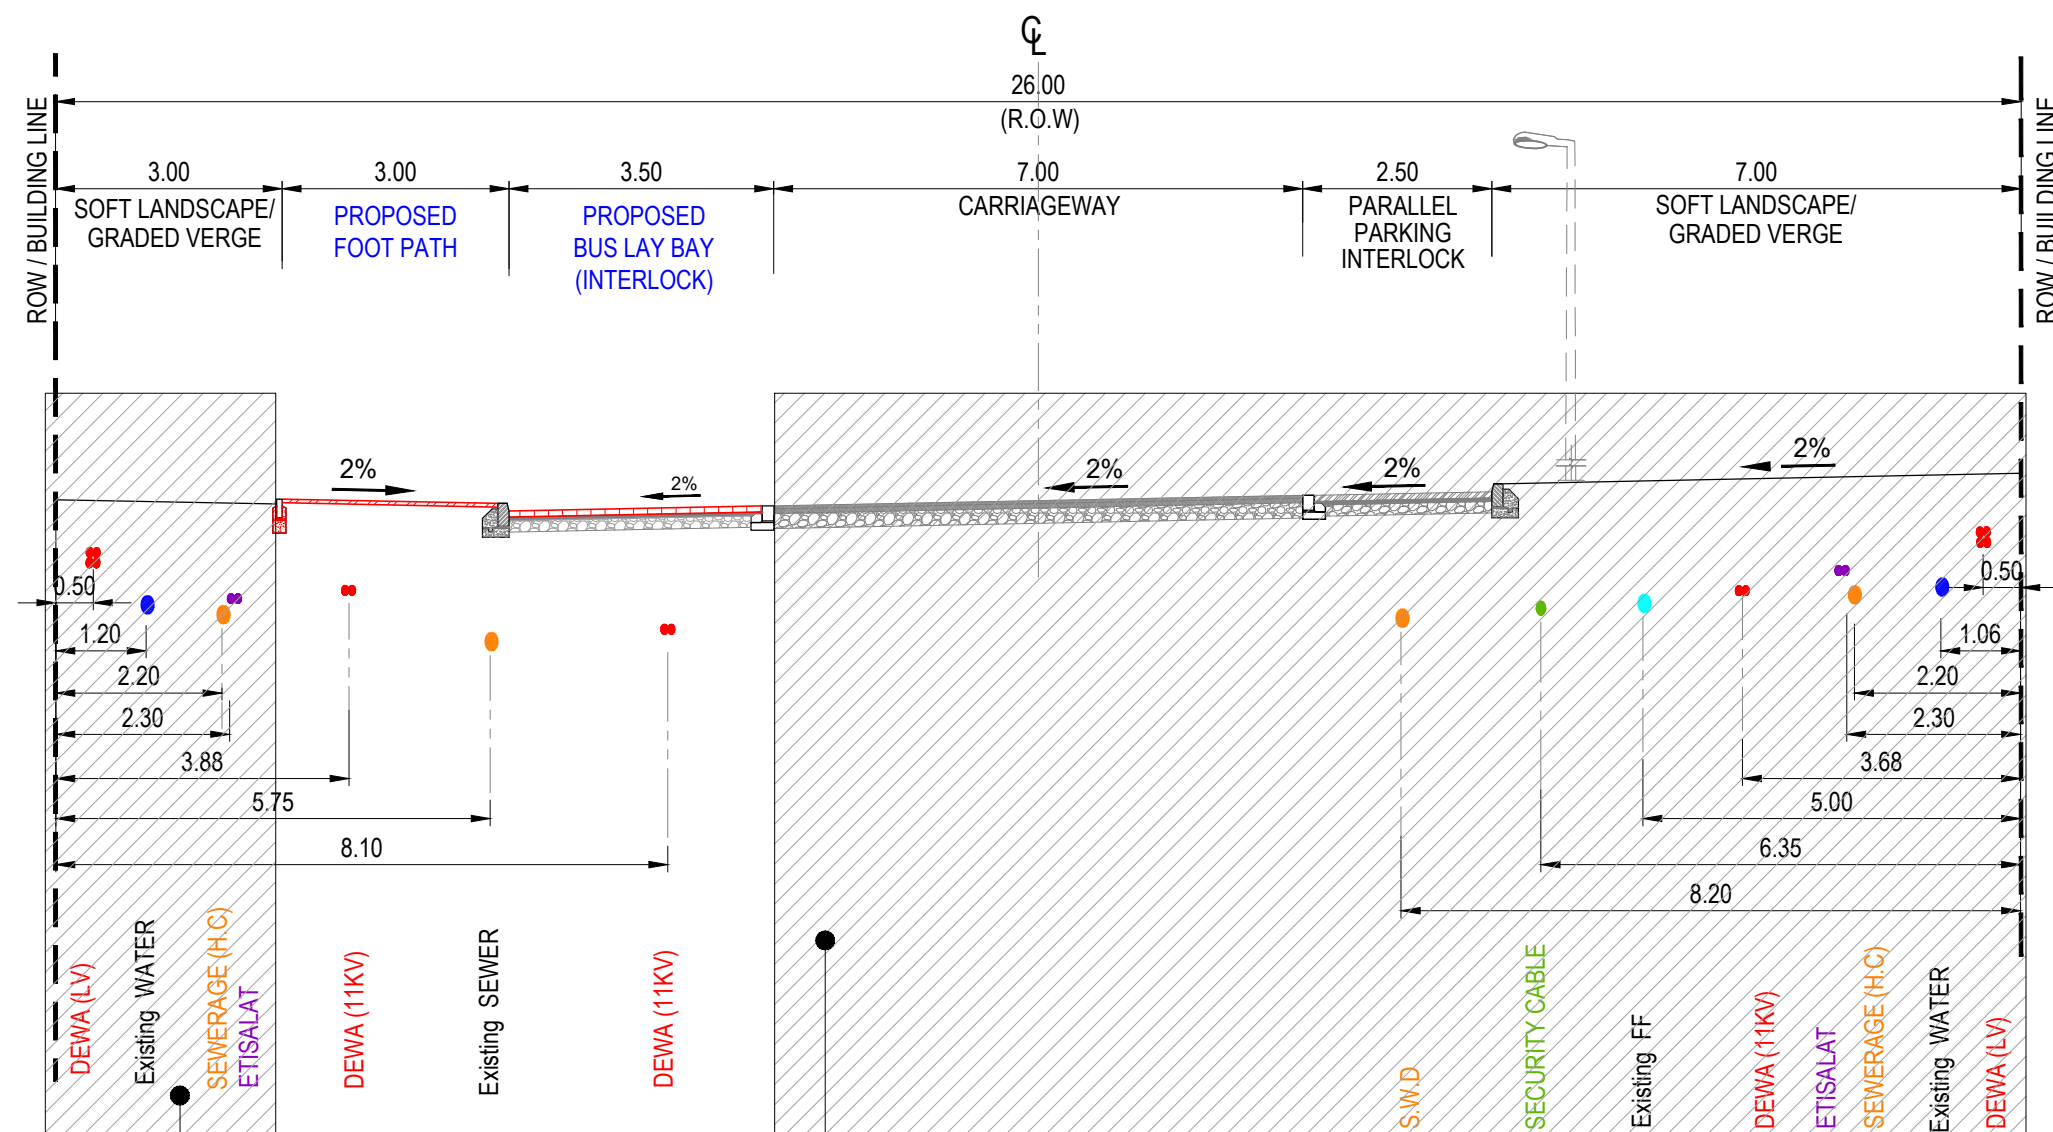 ℄
26.00
(R.O.W)
3.00
3.00
3.50
7.00
2.50
7.00
ROW / BUILDING LINE
SOFT LANDSCAPE/
GRADED VERGE
PROPOSED
FOOT PATH
PROPOSED
BUS LAY BAY
(INTERLOCK)
CARRIAGEWAY
PARALLEL
PARKING
INTERLOCK
SOFT LANDSCAPE/
GRADED VERGE
ROW / BUILDING LINE
2%
2%
2%
2%
2%
0.50
1.20
2.20
2.30
3.88
5.75
8.10
0.50
1.06
2.20
2.30
3.68
5.00
6.35
8.20
DEWA (LV)
Existing WATER
SEWERAGE (H.C)
ETISALAT
DEWA (11KV)
Existing SEWER
DEWA (11KV)
S.W.D
SECURITY CABLE
Existing FF
DEWA (11KV)
ETISALAT
SEWERAGE (H.C)
Existing WATER
DEWA (LV)